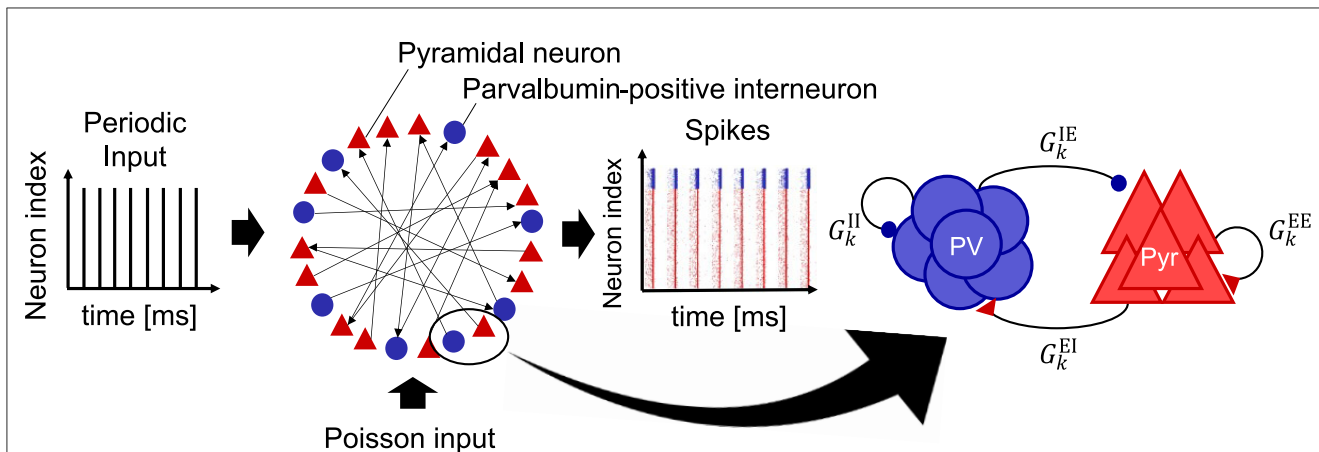 Pyramidal neuron
Parvalbumin-positive interneuron
Periodic
Input
Neuron index
time [ms]
Poisson input
Spikes
Neuron index
time [ms]
G_k^IE
G_k^II
PV
Pyr
G_k^EE
G_k^EI